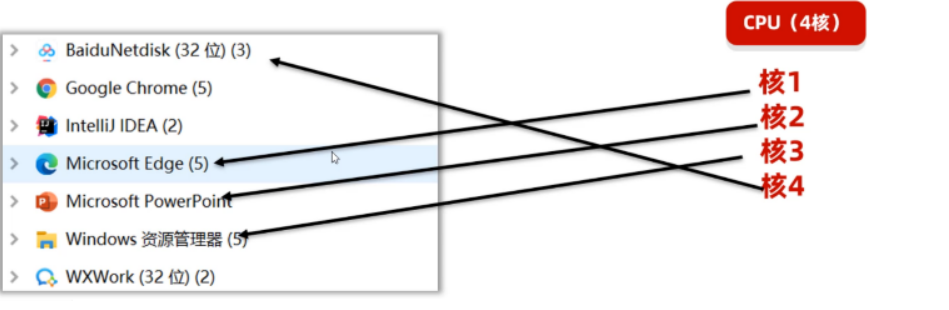 CPU（4核）
BaiduNetdisk (32 位) (3)
Google Chrome (5)
IntelliJ IDEA (2)
Microsoft Edge (5)
Microsoft PowerPoint
Windows 资源管理器 (5)
WXWork (32 位) (2)
核1
核2
核3
核4